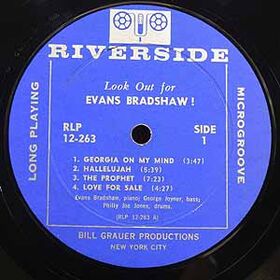 RIVERSIDE
LONG PLAYING
MICROGROOVE
Look Out for
EVANS BRADSHAW!
RLP
12-263
SIDE
1
1. GEORGIA ON MY MIND (3:47)
2. HALLELUJAH (5:39)
3. THE PROPHET (7:23)
4. LOVE FOR SALE (4:27)
Evans Bradshaw, piano; George Joyner, bass;
Philly Joe Jones, drums.
(RLP 12-263 A)
BILL GRAUER PRODUCTIONS
NEW YORK CITY